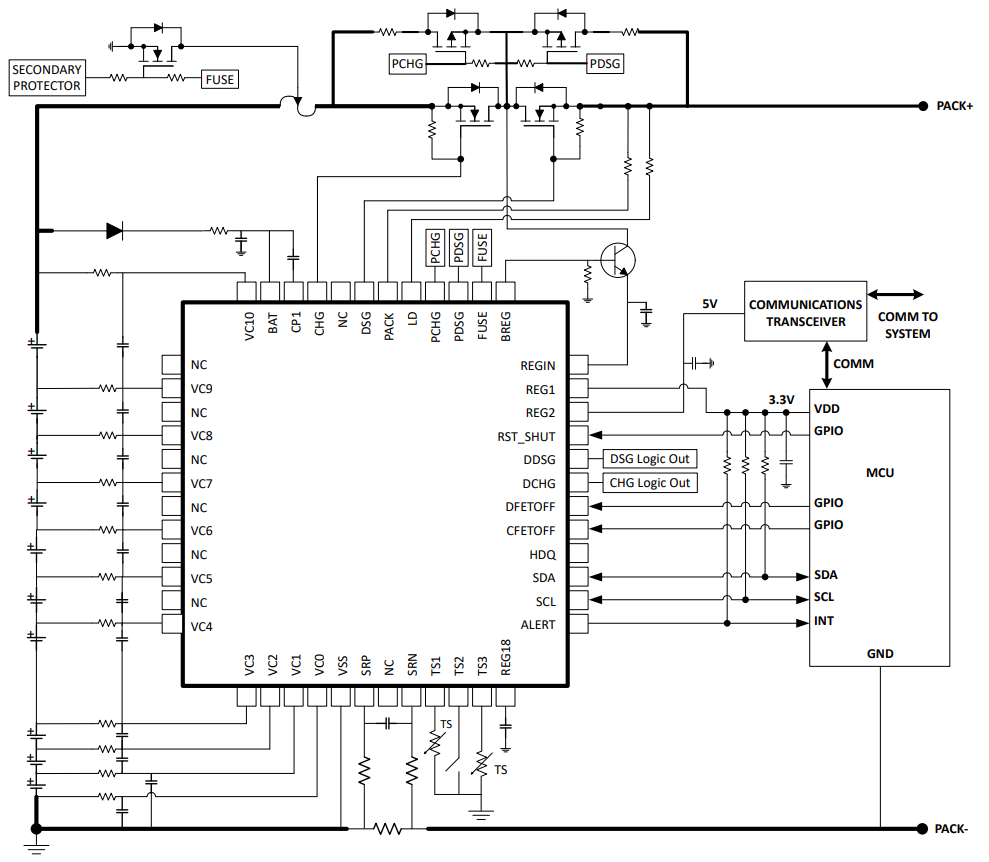 SECONDARY
PROTECTOR
FUSE
PCHG
PDSG
PACK+
PCHG
PDSG
FUSE
VC10
BAT
CP1
CHG
NC
DSG
PACK
LD
PCHG
PDSG
FUSE
BREG
5V
COMMUNICATIONS
TRANSCEIVER
COMM TO
SYSTEM
COMM
NC
VC9
NC
VC8
NC
VC7
NC
VC6
NC
VC5
NC
VC4
REGIN
REG1
REG2
RST_SHUT
DDSG
DCHG
DFETOFF
CFETOFF
HDQ
SDA
SCL
ALERT
DSG Logic Out
CHG Logic Out
3.3V
VDD
GPIO
MCU
GPIO
GPIO
SDA
SCL
INT
GND
VC3
VC2
VC1
VC0
VSS
SRP
NC
SRN
TS1
TS2
TS3
REG18
TS
TS
+
+
+
+
+
+
+
+
+
+
PACK-